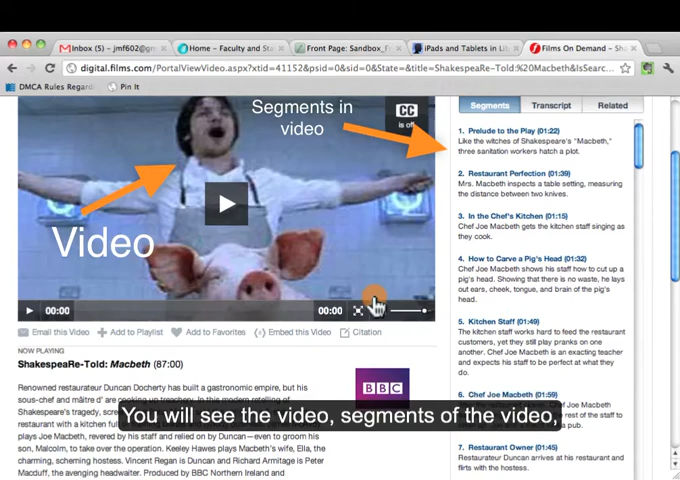 Inbox (5) - jmf602@gm
Home - Faculty and Sta
Front Page: Sandbox_F
iPads and Tablets in Lib
Films On Demand - Sha
digital.films.com/PortalViewVideo.aspx?xtid=41152&psid=0&sid=0&State=&title=ShakespeaRe-Told:%20Macbeth&IsSearc
DMCA Rules Regard
Pin It
Segments in
video
CC
is off
Video
00:00
00:00
Email this Video
Add to Playlist
Add to Favorites
Embed this Video
Citation
NOW PLAYING
ShakespeaRe-Told: Macbeth (87:00)
Renowned restaurateur Duncan Docherty has built a gastronomic empire, but his
sous-chef and maître d' are cooking up treachery. In this modern retelling of
Shakespeare's tragedy,
restaurant with a kitchen
plays Joe Macbeth, revered by his staff and relied on by Duncan—even to groom his
son, Malcolm, to take over the operation. Keeley Hawes plays Macbeth's wife, Ella, the
charming, scheming hostess. Vincent Regan is Duncan and Richard Armitage is Peter
Macduff, the avenging headwaiter. Produced by BBC Northern Ireland and
BBC
Segments
Transcript
Related
1. Prelude to the Play (01:22)
Like the witches of Shakespeare's "Macbeth,"
three sanitation workers hatch a plot.
2. Restaurant Perfection (01:39)
Mrs. Macbeth inspects a table setting, measuring
the distance between two knives.
3. In the Chef's Kitchen (01:15)
Chef Joe Macbeth gets the kitchen staff singing as
they cook.
4. How to Carve a Pig's Head (01:32)
Chef Joe Macbeth shows his staff how to cut up a
pig's head. Showing that there is no waste, he lays
out ears, cheek, tongue, and brain of the pig's
head.
5. Kitchen Staff (01:49)
The kitchen staff works hard to feed the restaurant
customers, yet they still play pranks on one
another. Chef Joe Macbeth is an exacting teacher
and expects his staff to be perfect at what they
do.
6. Chef Joe Macbeth (01:58)
rest of the staff to
a pub.
7. Restaurant Owner (02:45)
Restaurateur Duncan arrives at his restaurant and
flirts with the hostess.
You will see the video, segments of the video,